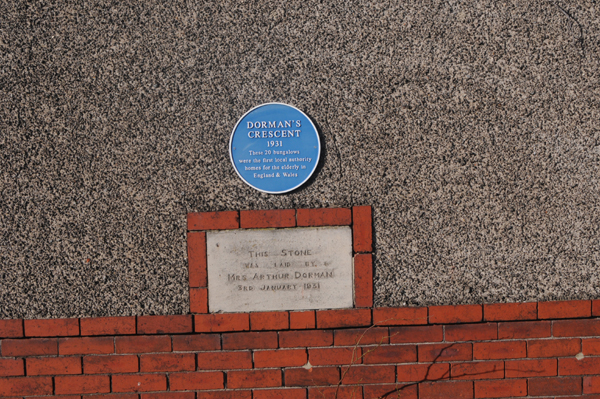 DORMAN'S
CRESCENT
1931
These 20 bungalows
were the first local authority
homes for the elderly in
England & Wales
THIS STONE
WAS LAID BY
MRS ARTHUR DORMAN
3RD JANUARY 1931